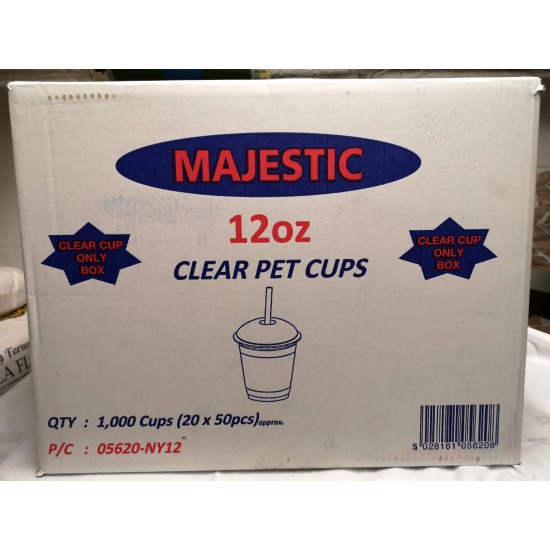 MAJESTIC
12oz
CLEAR PET CUPS
CLEAR CUP
ONLY
BOX
CLEAR CUP
ONLY
BOX
QTY : 1,000 Cups (20 x 50pcs)approx.
P/C : 05620-NY12
5 028181 056208